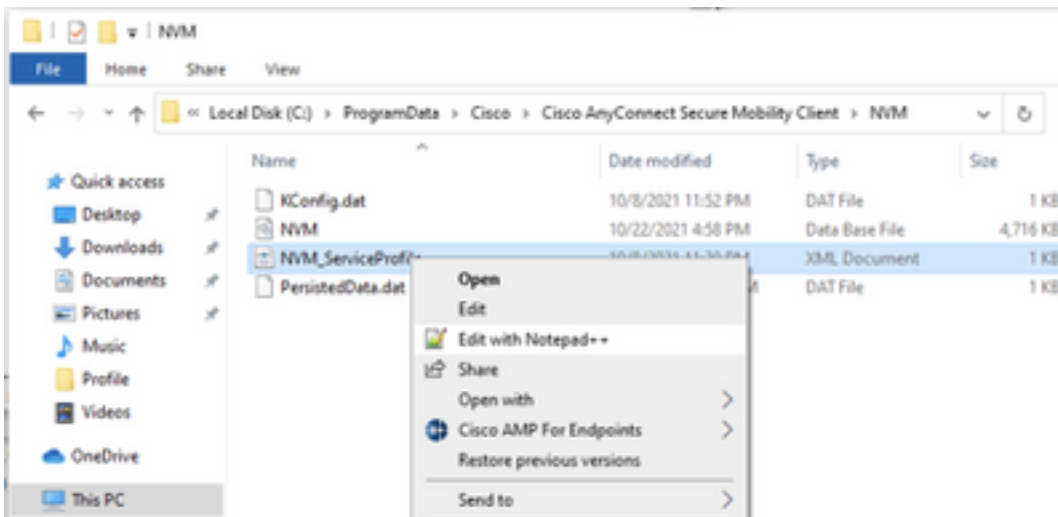 NVM
File Home Share View
« Local Disk (C:) > ProgramData > Cisco > Cisco AnyConnect Secure Mobility Client > NVM
Name Date modified Type Size
Quick access
Desktop
Downloads
Documents
Pictures
Music
Profile
Videos
OneDrive
This PC
KConfig.dat 10/8/2021 11:52 PM DAT File 1 KB
NVM 10/22/2021 4:58 PM Data Base File 4,716 KB
NVM_ServiceProfile XML Document 1 KB
PersistedData.dat DAT File 1 KB
Open
Edit
Edit with Notepad++
Share
Open with >
Cisco AMP For Endpoints >
Restore previous versions
Send to >